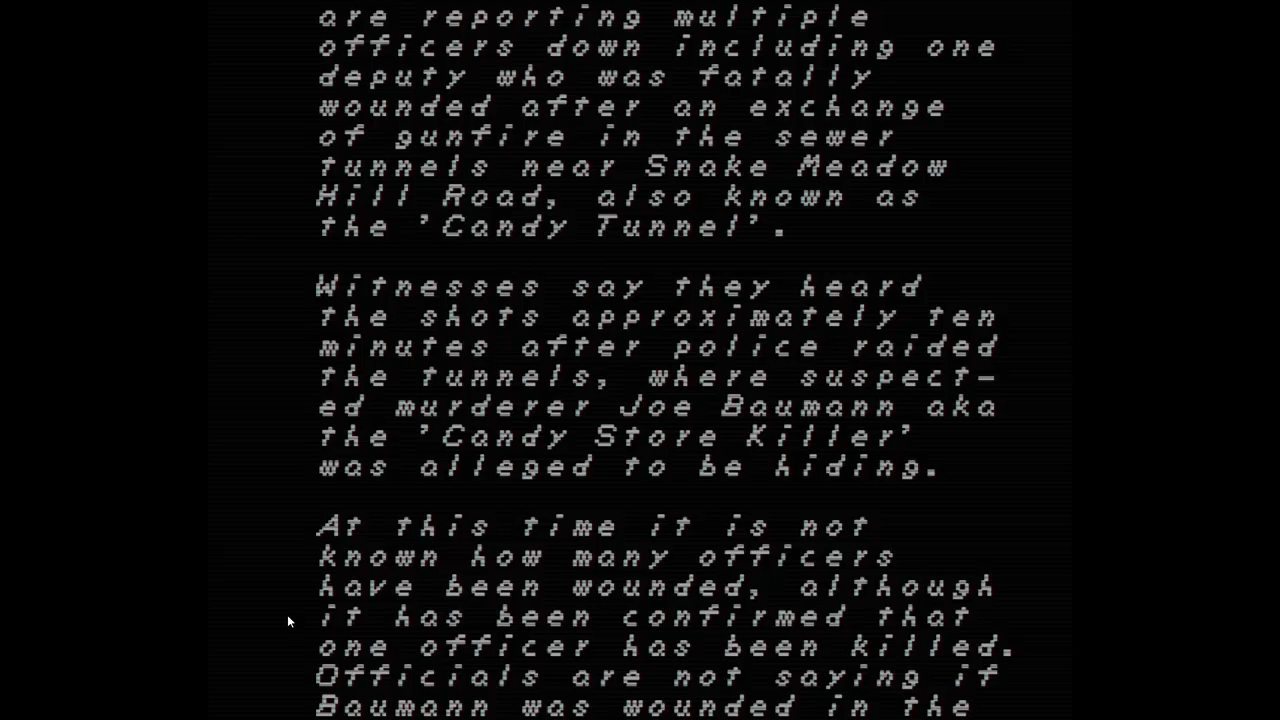 are reporting multiple
officers down including one
deputy who was fatally
wounded after an exchange
of gunfire in the sewer
tunnels near Snake Meadow
Hill Road, also known as
the 'Candy Tunnel'.
Witnesses say they heard
the shots approximately ten
minutes after police raided
the tunnels, where suspect-
ed murderer Joe Baumann aka
the 'Candy Store Killer'
was alleged to be hiding.
At this time it is not
known how many officers
have been wounded, although
it has been confirmed that
one officer has been killed.
Officials are not saying if
Baumann was wounded in the